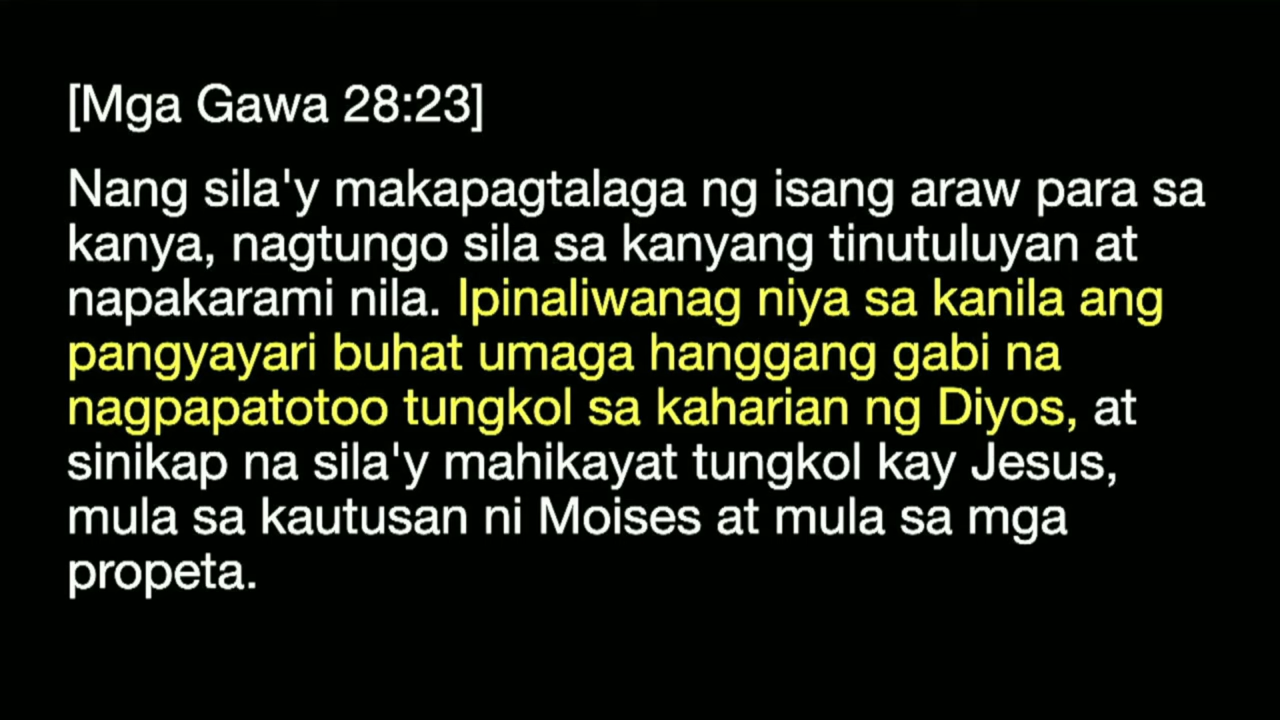 [Mga Gawa 28:23]
Nang sila'y makapagtalaga ng isang araw para sa
kanya, nagtungo sila sa kanyang tinutuluyan at
napakarami nila. Ipinaliwanag niya sa kanila ang
pangyayari buhat umaga hanggang gabi na
nagpapatotoo tungkol sa kaharian ng Diyos, at
sinikap na sila'y mahikayat tungkol kay Jesus,
mula sa kautusan ni Moises at mula sa mga
propeta.